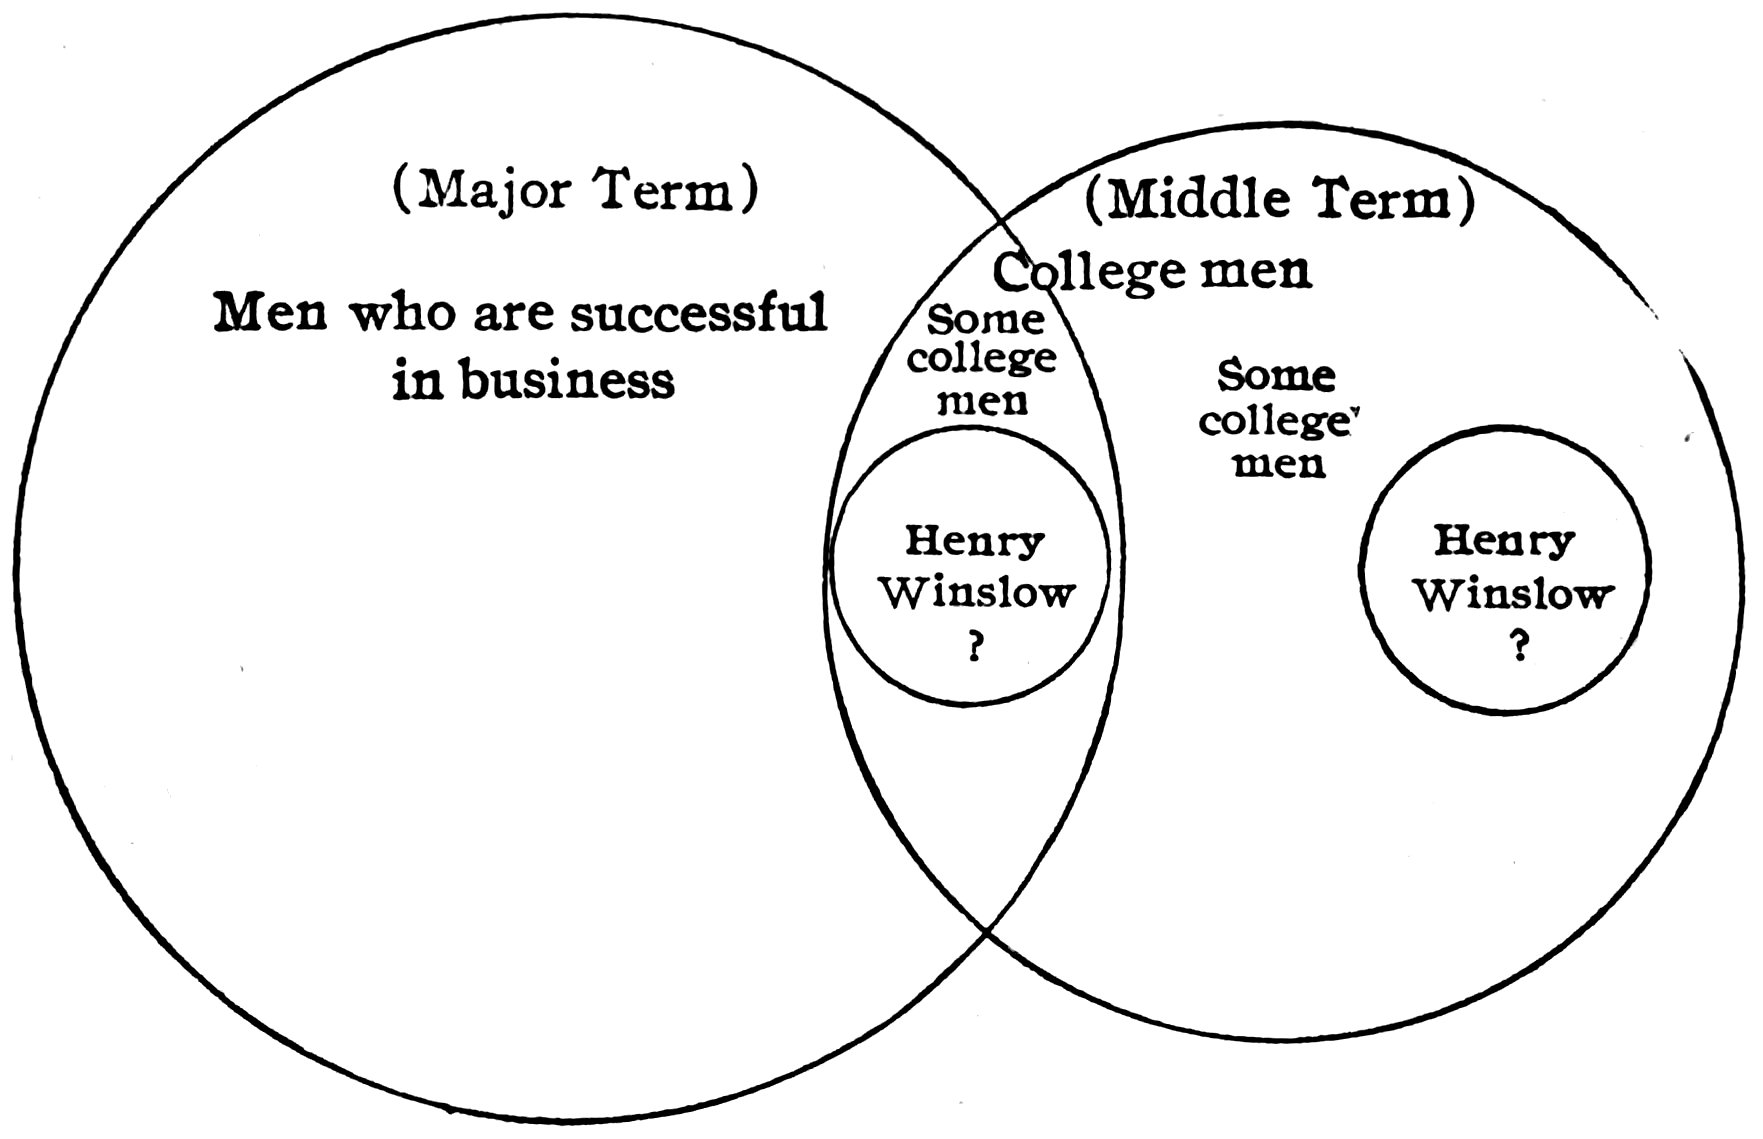 (Major Term)
Men who are successful
in business
(Middle Term)
College men
Some
college
men
Some
college
men
Henry
Winslow
?
Henry
Winslow
?